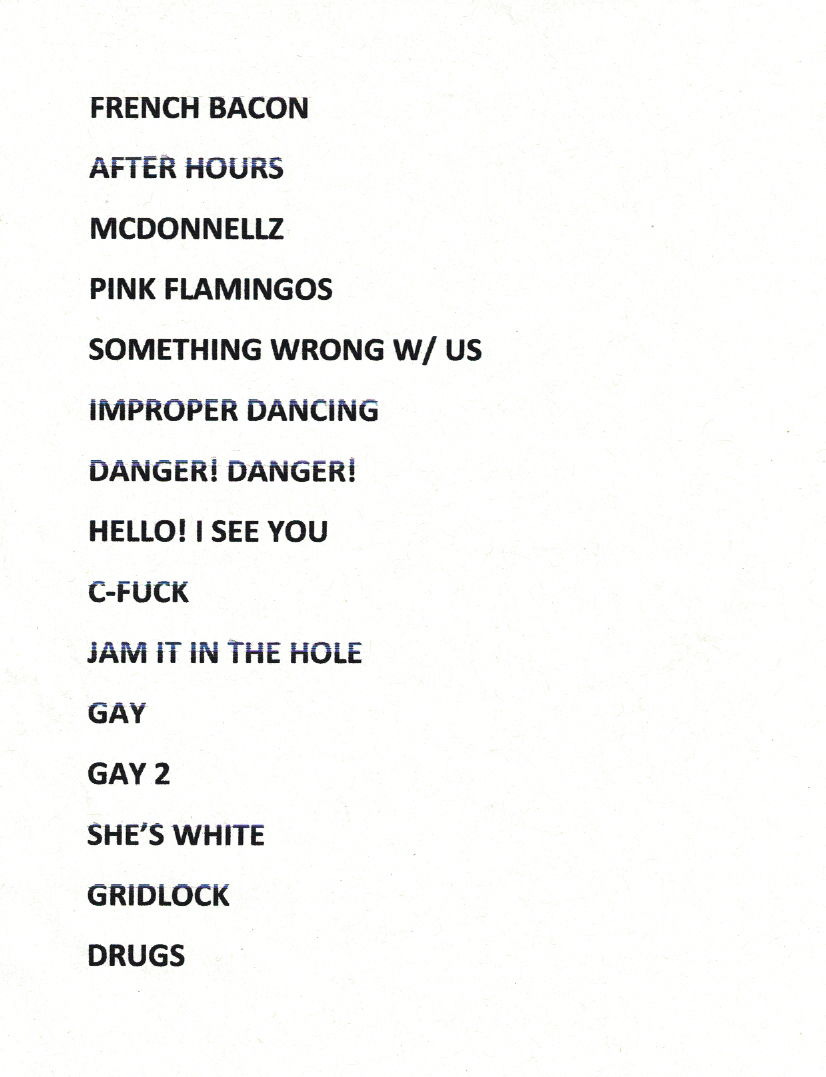 FRENCH BACON
AFTER HOURS
MCDONNELLZ
PINK FLAMINGOS
SOMETHING WRONG W/ US
IMPROPER DANCING
DANGER! DANGER!
HELLO! I SEE YOU
C-FUCK
JAM IT IN THE HOLE
GAY
GAY 2
SHE'S WHITE
GRIDLOCK
DRUGS